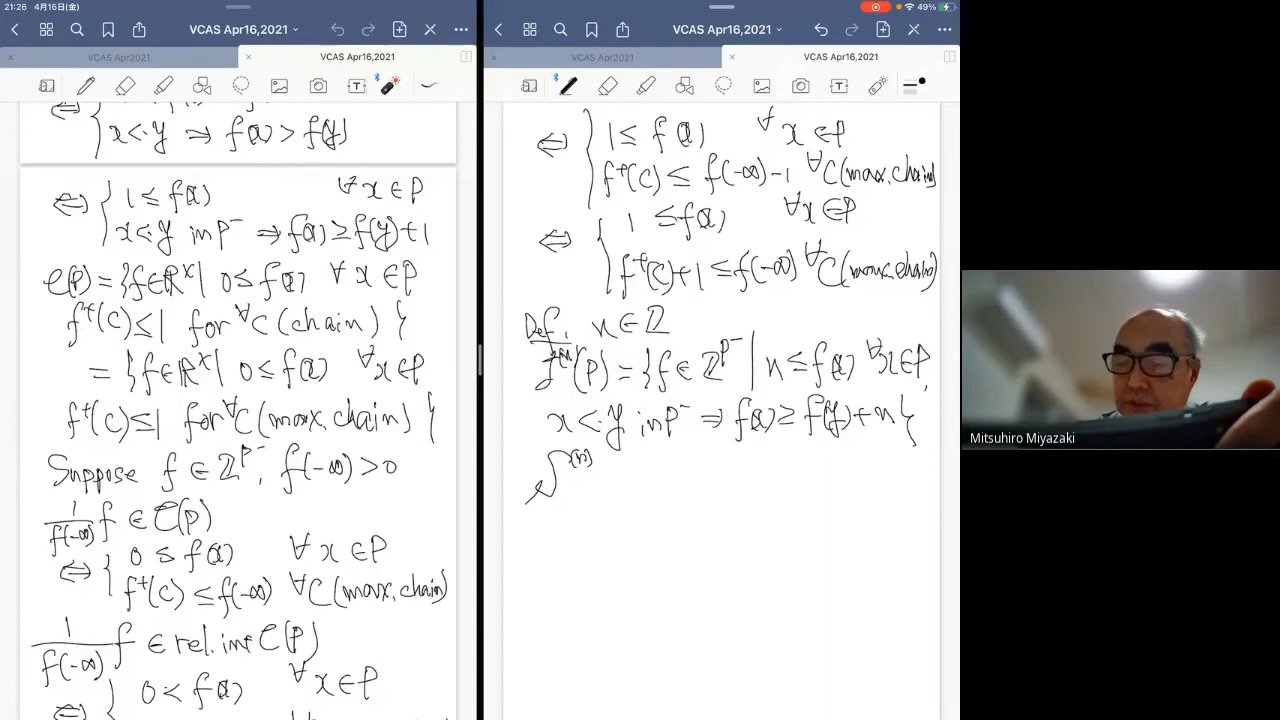 21:26 4月16日(金)
VCAS Apr16,2021
VCAS Apr2021
VCAS Apr16,2021
⇔ { x<·y ⇒ f(x)>f(y)
⇔ { 1≤f(x) ∀x∈P
x<·y in P⁻ ⇒ f(x)≥f(y)+1
C(P)={f∈ℝ^X| 0≤f(x) ∀x∈P
f⁺(C)≤1 for ∀C(chain)}
={f∈ℝ^X| 0≤f(x) ∀x∈P
f⁺(C)≤1 for ∀C(max.chain)}
Suppose f∈ℤ^{P⁻}, f(-∞)>0
1/f(-∞) f ∈ C(P)
⇔ { 0≤f(x) ∀x∈P
f⁺(C)≤f(-∞) ∀C(max.chain)
1/f(-∞) f ∈ rel.int C(P)
⇔ { 0<f(x) ∀x∈P
49%
VCAS Apr16,2021
VCAS Apr2021
VCAS Apr16,2021
⇔ { 1≤f(x) ∀x∈P
f⁺(C)≤f(-∞)-1 ∀C(max.chain)
⇔ { 1≤f(x) ∀x∈P
f⁺(C)+1≤f(-∞) ∀C(max.chain)
Def. n∈ℤ
(P)={f∈ℤ^{P⁻}| n≤f(x) ∀x∈P,
x<·y in P⁻ ⇒ f(x)≥f(y)+n}
Mitsuhiro Miyazaki